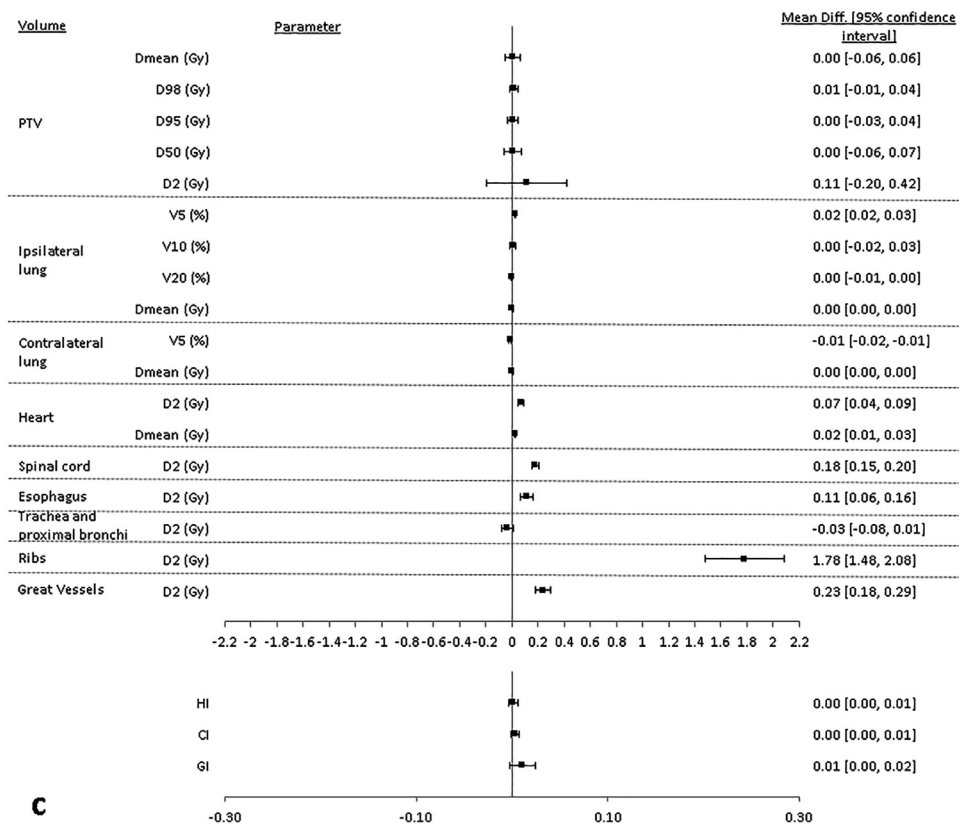 Volume Parameter Mean Diff. [95% confidence interval]
Dmean (Gy) 0.00 [-0.06, 0.06]
D98 (Gy) 0.01 [-0.01, 0.04]
PTV D95 (Gy) 0.00 [-0.03, 0.04]
D50 (Gy) 0.00 [-0.06, 0.07]
D2 (Gy) 0.11 [-0.20, 0.42]
V5 (%) 0.02 [0.02, 0.03]
Ipsilateral lung V10 (%) 0.00 [-0.02, 0.03]
V20 (%) 0.00 [-0.01, 0.00]
Dmean (Gy) 0.00 [0.00, 0.00]
Contralateral lung V5 (%) -0.01 [-0.02, -0.01]
Dmean (Gy) 0.00 [0.00, 0.00]
Heart D2 (Gy) 0.07 [0.04, 0.09]
Dmean (Gy) 0.02 [0.01, 0.03]
Spinal cord D2 (Gy) 0.18 [0.15, 0.20]
Esophagus D2 (Gy) 0.11 [0.06, 0.16]
Trachea and proximal bronchi D2 (Gy) -0.03 [-0.08, 0.01]
Ribs D2 (Gy) 1.78 [1.48, 2.08]
Great Vessels D2 (Gy) 0.23 [0.18, 0.29]
-2.2 -2 -1.8 -1.6 -1.4 -1.2 -1 -0.8 -0.6 -0.4 -0.2 0 0.2 0.4 0.6 0.8 1 1.2 1.4 1.6 1.8 2 2.2
HI 0.00 [0.00, 0.01]
CI 0.00 [0.00, 0.01]
GI 0.01 [0.00, 0.02]
C
-0.30 -0.10 0.10 0.30